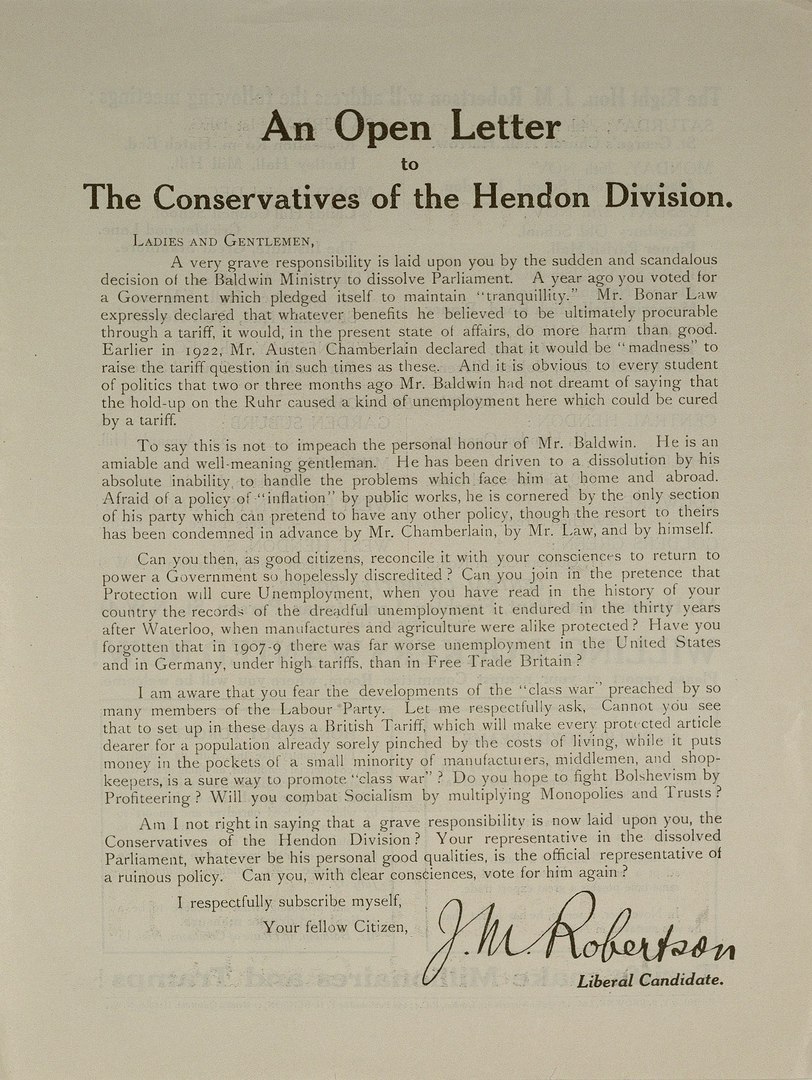 An Open Letter
to
The Conservatives of the Hendon Division.
LADIES AND GENTLEMEN,
A very grave responsibility is laid upon you by the sudden and scandalous
decision of the Baldwin Ministry to dissolve Parliament. A year ago you voted for
a Government which pledged itself to maintain “tranquillity.” Mr. Bonar Law
expressly declared that whatever benefits he believed to be ultimately procurable
through a tariff, it would, in the present state of affairs, do more harm than good.
Earlier in 1922, Mr. Austen Chamberlain declared that it would be “madness” to
raise the tariff question in such times as these. And it is obvious to every student
of politics that two or three months ago Mr. Baldwin had not dreamt of saying that
the hold-up on the Ruhr caused a kind of unemployment here which could be cured
by a tariff.
To say this is not to impeach the personal honour of Mr. Baldwin. He is an
amiable and well-meaning gentleman. He has been driven to a dissolution by his
absolute inability to handle the problems which face him at home and abroad.
Afraid of a policy of “inflation” by public works, he is cornered by the only section
of his party which can pretend to have any other policy, though the resort to theirs
has been condemned in advance by Mr. Chamberlain, by Mr. Law, and by himself.
Can you then, as good citizens, reconcile it with your consciences to return to
power a Government so hopelessly discredited? Can you join in the pretence that
Protection will cure Unemployment, when you have read in the history of your
country the records of the dreadful unemployment it endured in the thirty years
after Waterloo, when manufactures and agriculture were alike protected? Have you
forgotten that in 1907-9 there was far worse unemployment in the United States
and in Germany, under high tariffs, than in Free Trade Britain?
I am aware that you fear the developments of the “class war” preached by so
many members of the Labour Party. Let me respectfully ask, Cannot you see
that to set up in these days a British Tariff, which will make every protected article
dearer for a population already sorely pinched by the costs of living, while it puts
money in the pockets of a small minority of manufacturers, middlemen, and shop-
keepers, is a sure way to promote “class war”? Do you hope to fight Bolshevism by
Profiteering? Will you combat Socialism by multiplying Monopolies and Trusts?
Am I not right in saying that a grave responsibility is now laid upon you, the
Conservatives of the Hendon Division? Your representative in the dissolved
Parliament, whatever be his personal good qualities, is the official representative of
a ruinous policy. Can you, with clear consciences, vote for him again?
I respectfully subscribe myself,
Your fellow Citizen,
J. M. Robertson
Liberal Candidate.